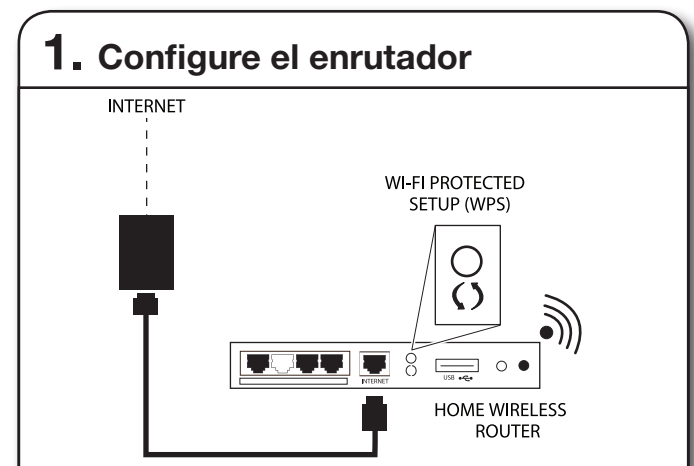 1. Configure el enrutador
INTERNET
WI-FI PROTECTED
SETUP (WPS)
INTERNET
USB
HOME WIRELESS
ROUTER